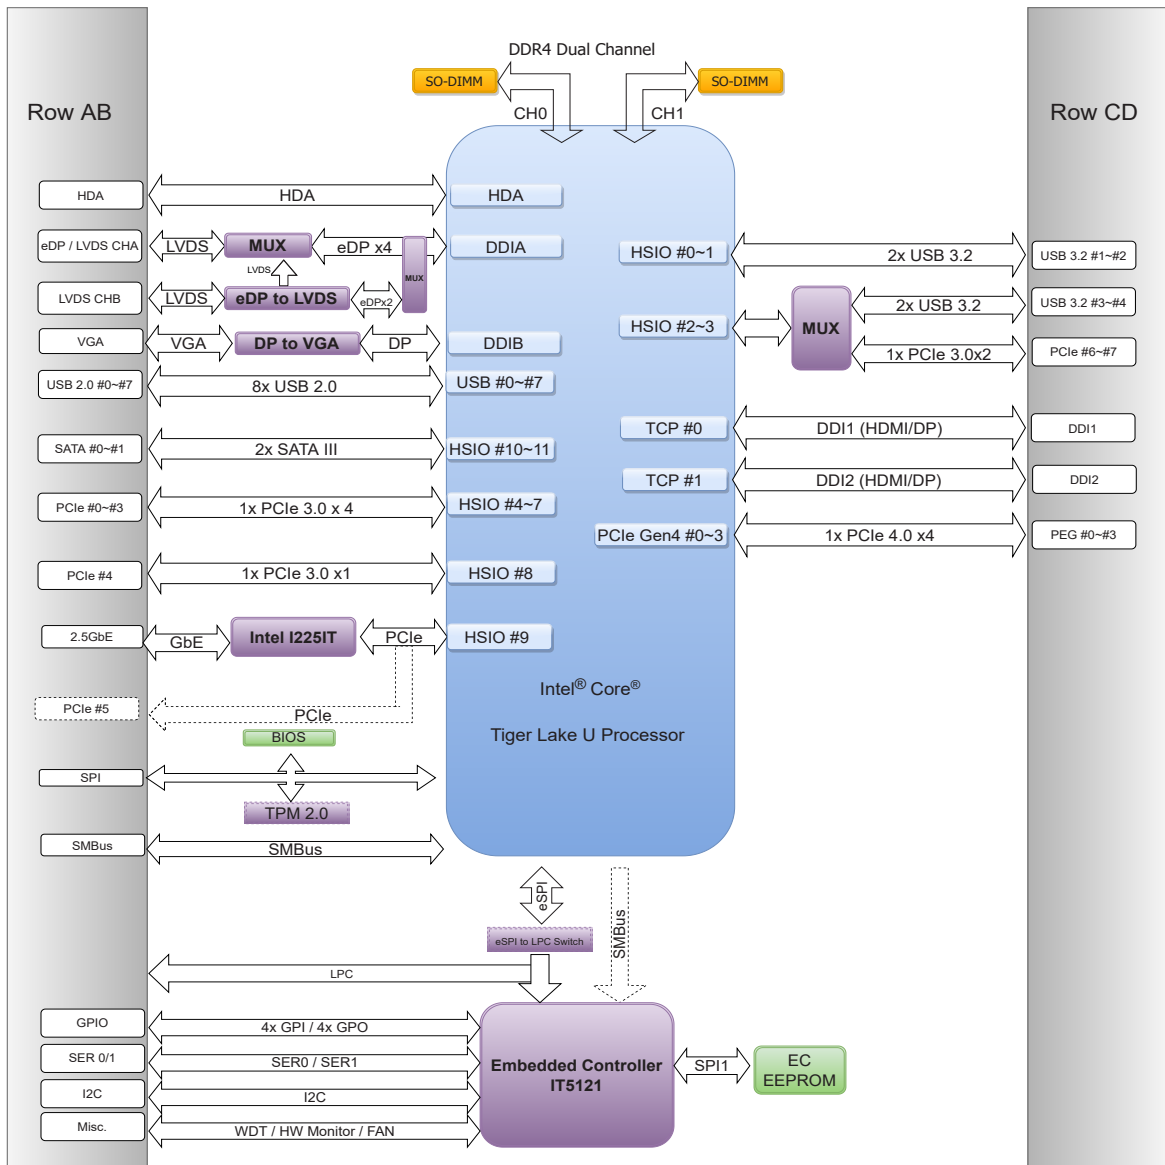 DDR4 Dual Channel
SO-DIMM
SO-DIMM
CH0
CH1
Row AB
Row CD
HDA
HDA
HDA
eDP / LVDS CHA
LVDS
MUX
eDP x4
DDIA
MUX
LVDS
LVDS CHB
LVDS
eDP to LVDS
eDPx2
VGA
VGA
DP to VGA
DP
DDIB
USB 2.0 #0~#7
8x USB 2.0
USB #0~#7
SATA #0~#1
2x SATA III
HSIO #10~11
PCIe #0~#3
1x PCIe 3.0 x 4
HSIO #4~7
PCIe #4
1x PCIe 3.0 x1
HSIO #8
2.5GbE
GbE
Intel I225IT
PCIe
HSIO #9
PCIe #5
PCIe
BIOS
SPI
TPM 2.0
SMBus
SMBus
HSIO #0~1
2x USB 3.2
USB 3.2 #1~#2
HSIO #2~3
MUX
2x USB 3.2
USB 3.2 #3~#4
1x PCIe 3.0x2
PCIe #6~#7
TCP #0
DDI1 (HDMI/DP)
DDI1
TCP #1
DDI2 (HDMI/DP)
DDI2
PCIe Gen4 #0~3
1x PCIe 4.0 x4
PEG #0~#3
Intel® Core®
Tiger Lake U Processor
eSPI
SMBus
eSPI to LPC Switch
LPC
GPIO
4x GPI / 4x GPO
SER 0/1
SER0 / SER1
I2C
I2C
Misc.
WDT / HW Monitor / FAN
Embedded Controller
IT5121
SPI1
EC
EEPROM